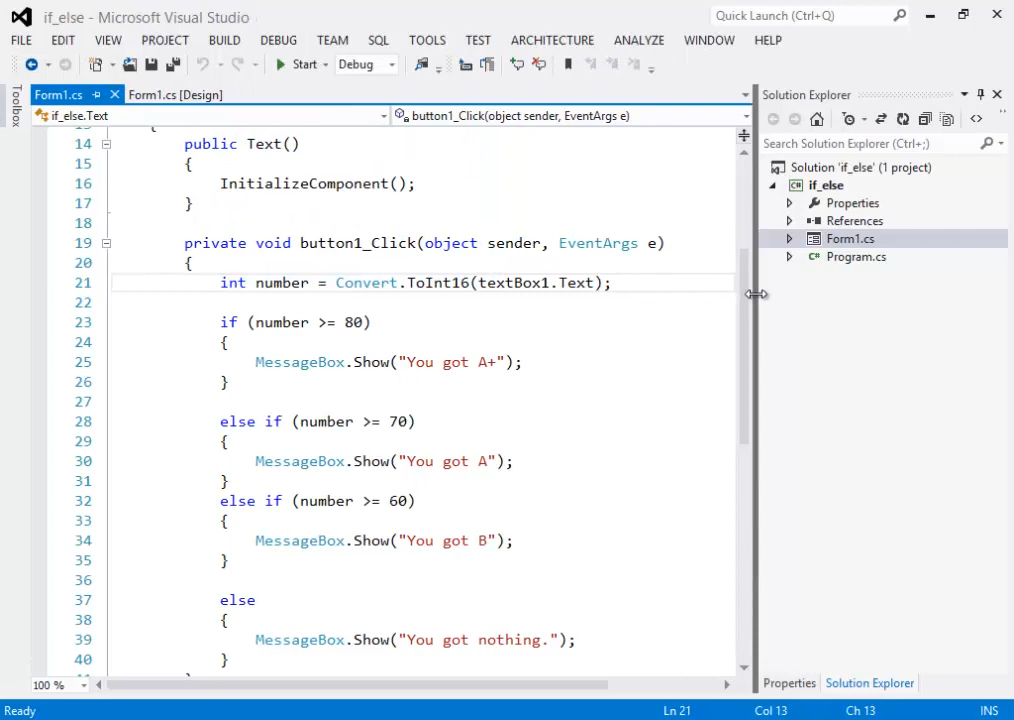 if_else - Microsoft Visual Studio
Quick Launch (Ctrl+Q)
FILE EDIT VIEW PROJECT BUILD DEBUG TEAM SQL TOOLS TEST ARCHITECTURE ANALYZE WINDOW HELP
Start Debug
Toolbox
Form1.cs Form1.cs [Design]
if_else.Text button1_Click(object sender, EventArgs e)
{
14 public Text()
15 {
16 InitializeComponent();
17 }
18
19 private void button1_Click(object sender, EventArgs e)
20 {
21 int number = Convert.ToInt16(textBox1.Text);
22
23 if (number >= 80)
24 {
25 MessageBox.Show("You got A+");
26 }
27
28 else if (number >= 70)
29 {
30 MessageBox.Show("You got A");
31 }
32 else if (number >= 60)
33 {
34 MessageBox.Show("You got B");
35 }
36
37 else
38 {
39 MessageBox.Show("You got nothing.");
40 }
100 %
Solution Explorer
Search Solution Explorer (Ctrl+;)
Solution 'if_else' (1 project)
C# if_else
Properties
References
Form1.cs
C# Program.cs
Properties Solution Explorer
Ready Ln 21 Col 13 Ch 13 INS